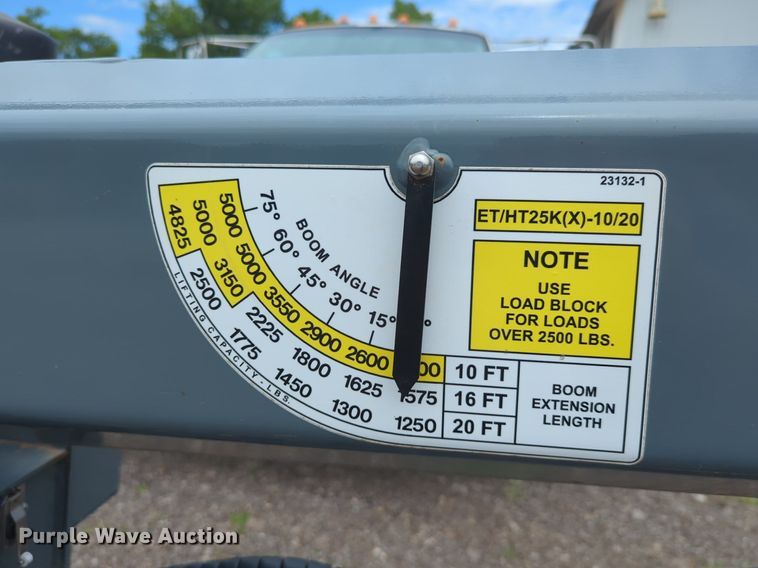 23132-1
ET/HT25K(X)-10/20
NOTE
USE
LOAD BLOCK
FOR LOADS
OVER 2500 LBS.
BOOM ANGLE
75° 60° 45° 30° 15° °
5000 5000 3550 2900 2600 00 10 FT
5000 3150 2225 1800 1625 1575 16 FT
4825 2500 1775 1450 1300 1250 20 FT
BOOM
EXTENSION
LENGTH
LIFTING CAPACITY - LBS.
Purple Wave Auction